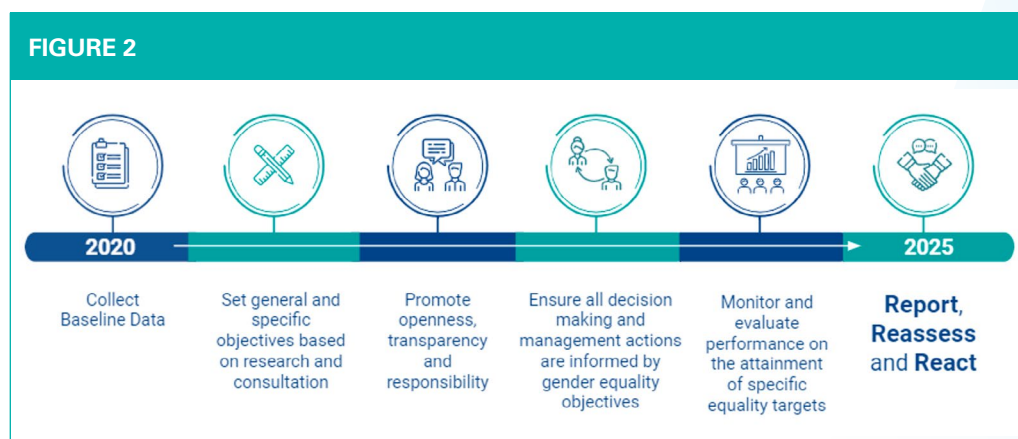 FIGURE 2
2020
2025
Collect
Baseline Data
Set general and
specific
objectives based
on research and
consultation
Promote
openness,
transparency
and
responsibility
Ensure all decision
making and
management actions
are informed by
gender equality
objectives
Monitor and
evaluate
performance on
the attainment
of specific
equality targets
Report,
Reassess
and React